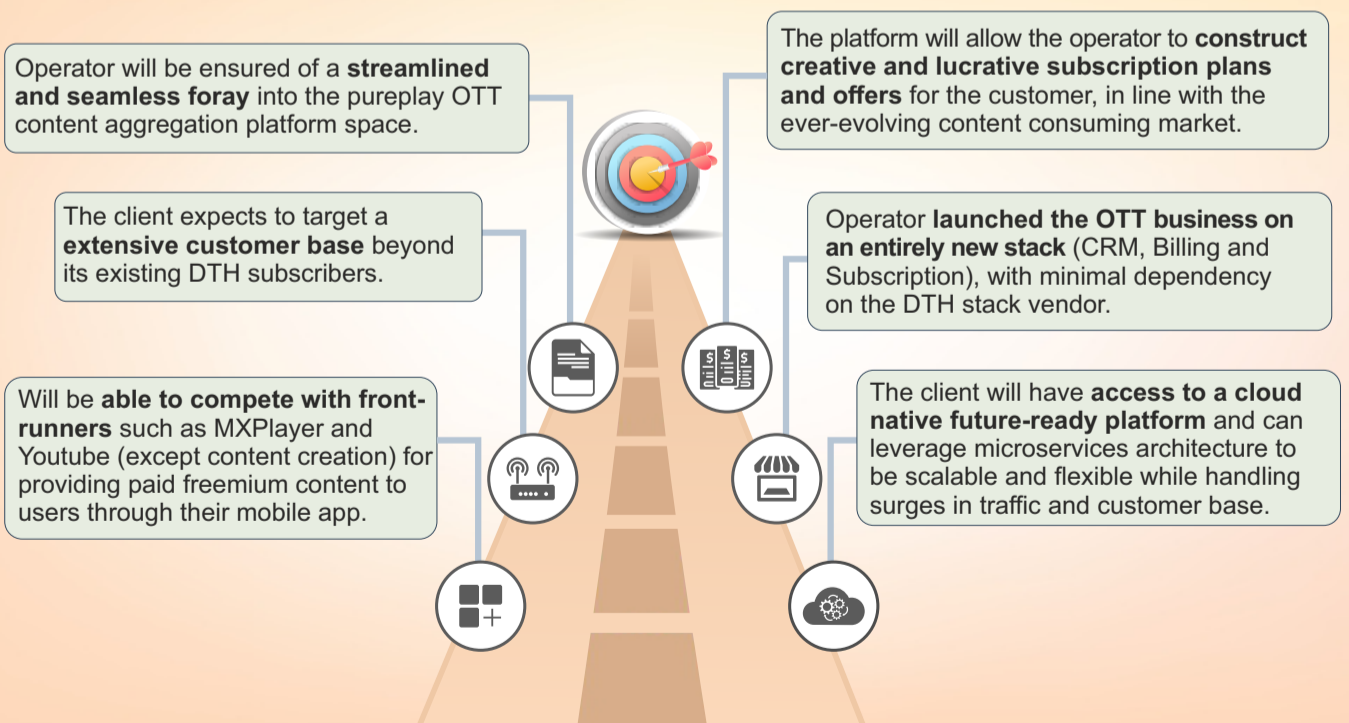 Operator will be ensured of a streamlined
and seamless foray into the pureplay OTT
content aggregation platform space.
The client expects to target a
extensive customer base beyond
its existing DTH subscribers.
Will be able to compete with front-
runners such as MXPlayer and
Youtube (except content creation) for
providing paid freemium content to
users through their mobile app.
The platform will allow the operator to construct
creative and lucrative subscription plans
and offers for the customer, in line with the
ever-evolving content consuming market.
Operator launched the OTT business on
an entirely new stack (CRM, Billing and
Subscription), with minimal dependency
on the DTH stack vendor.
The client will have access to a cloud
native future-ready platform and can
leverage microservices architecture to
be scalable and flexible while handling
surges in traffic and customer base.
$ $ $